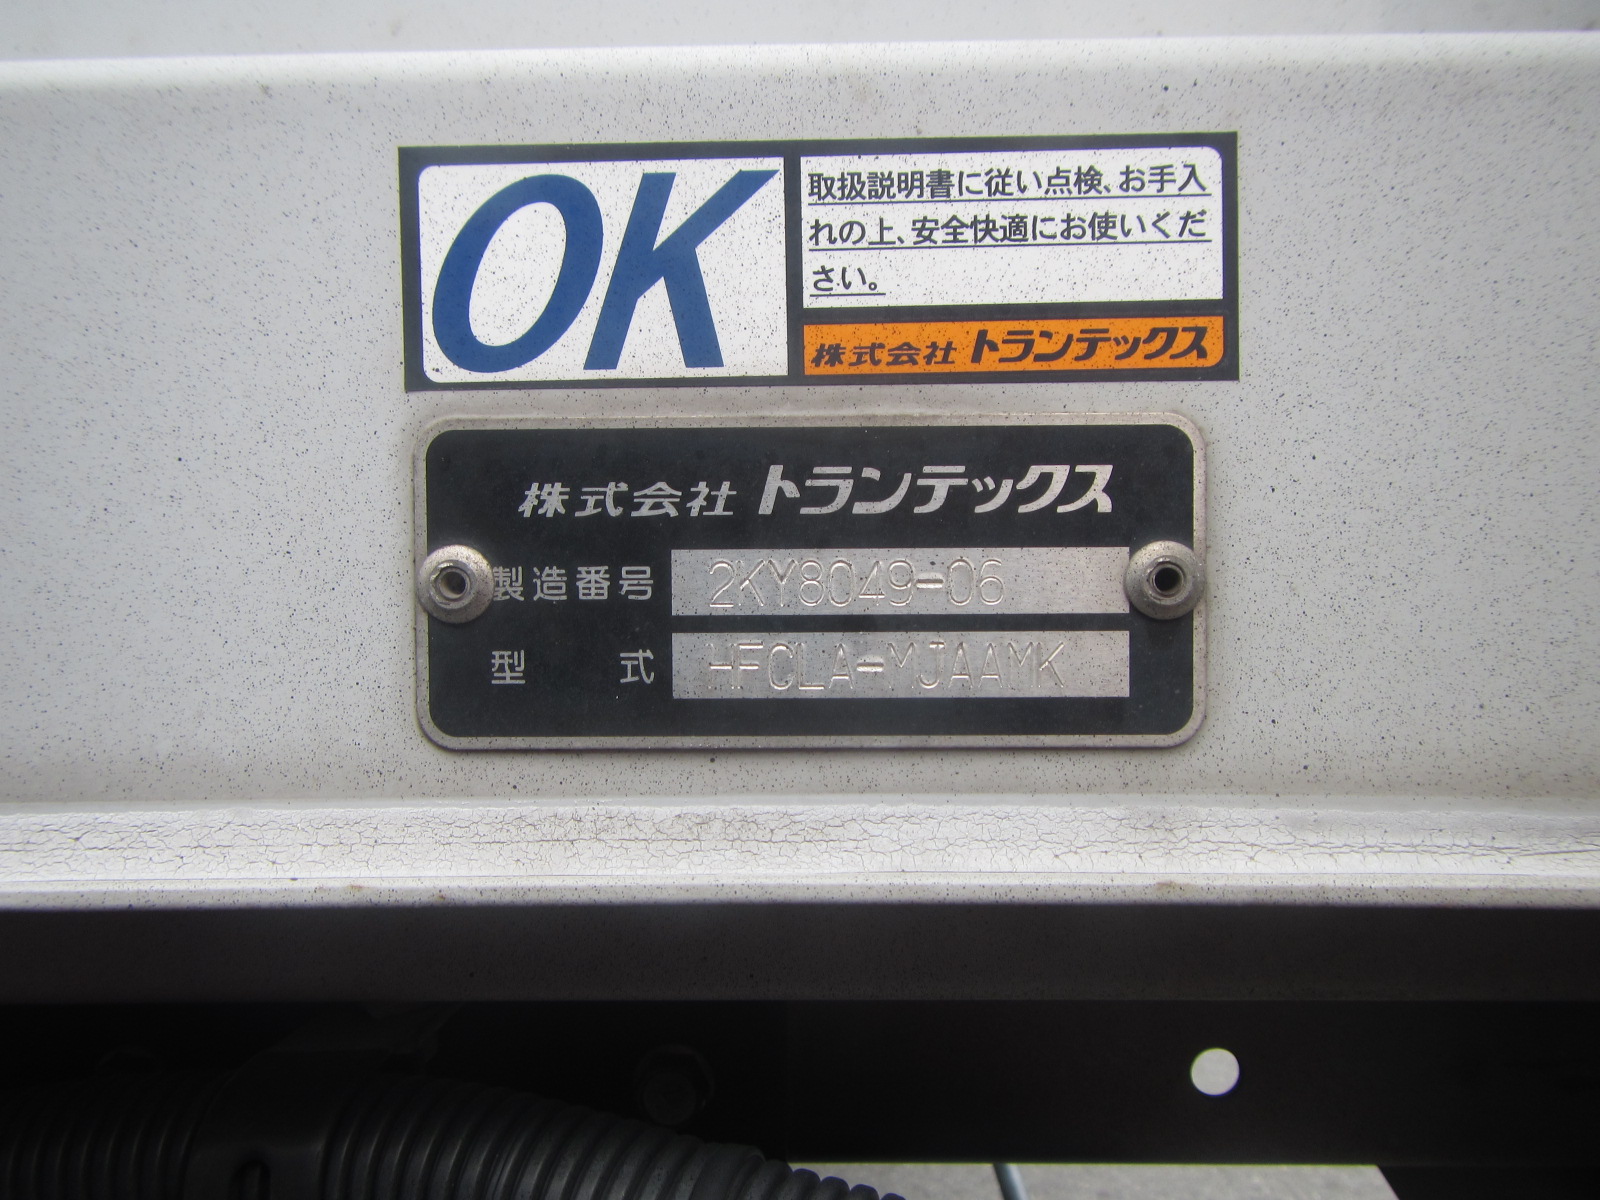 OK
取扱説明書に従い点検、お手入
れの上、安全快適にお使いくだ
さい。
株式会社トランテックス
株式会社トランテックス
製造番号 2KY8049-06
型式 HFCLA-MJAAMK